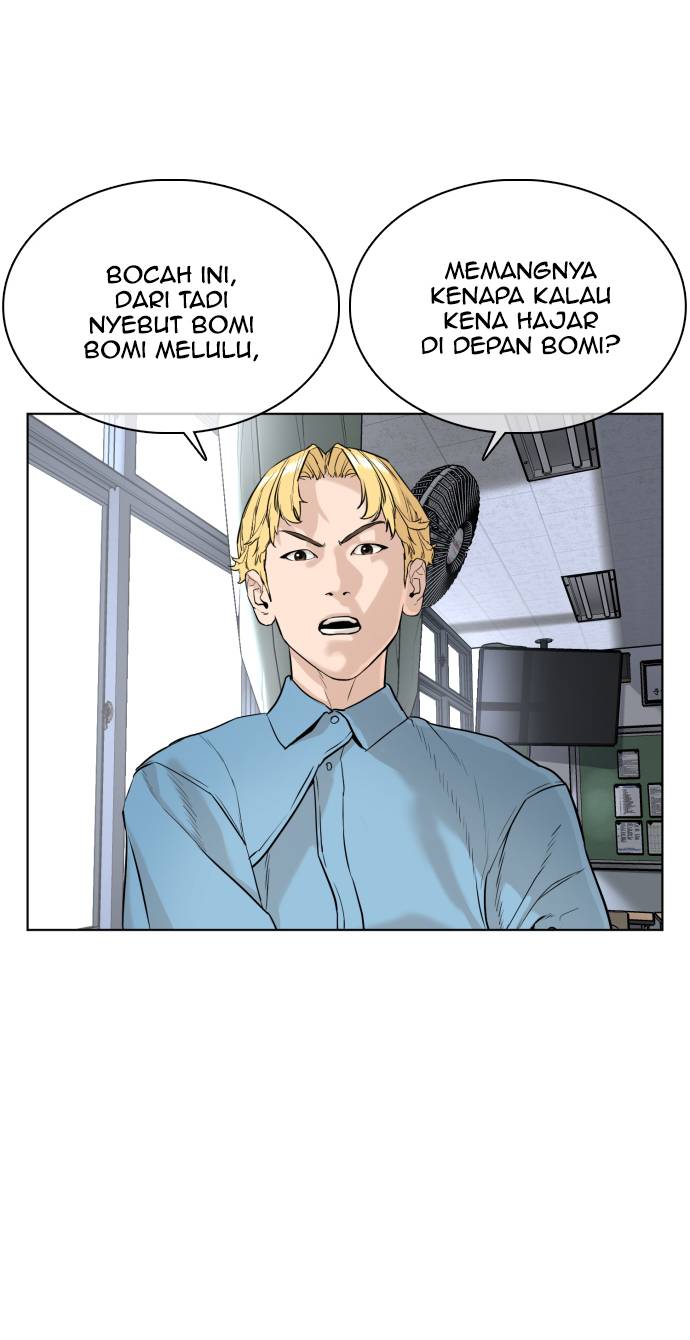 BOCAH INI,
DARI TADI
NYEBUT BOMI
BOMI MELULU,
MEMANGNYA
KENAPA KALAU
KENA HAJAR
DI DEPAN BOMI?